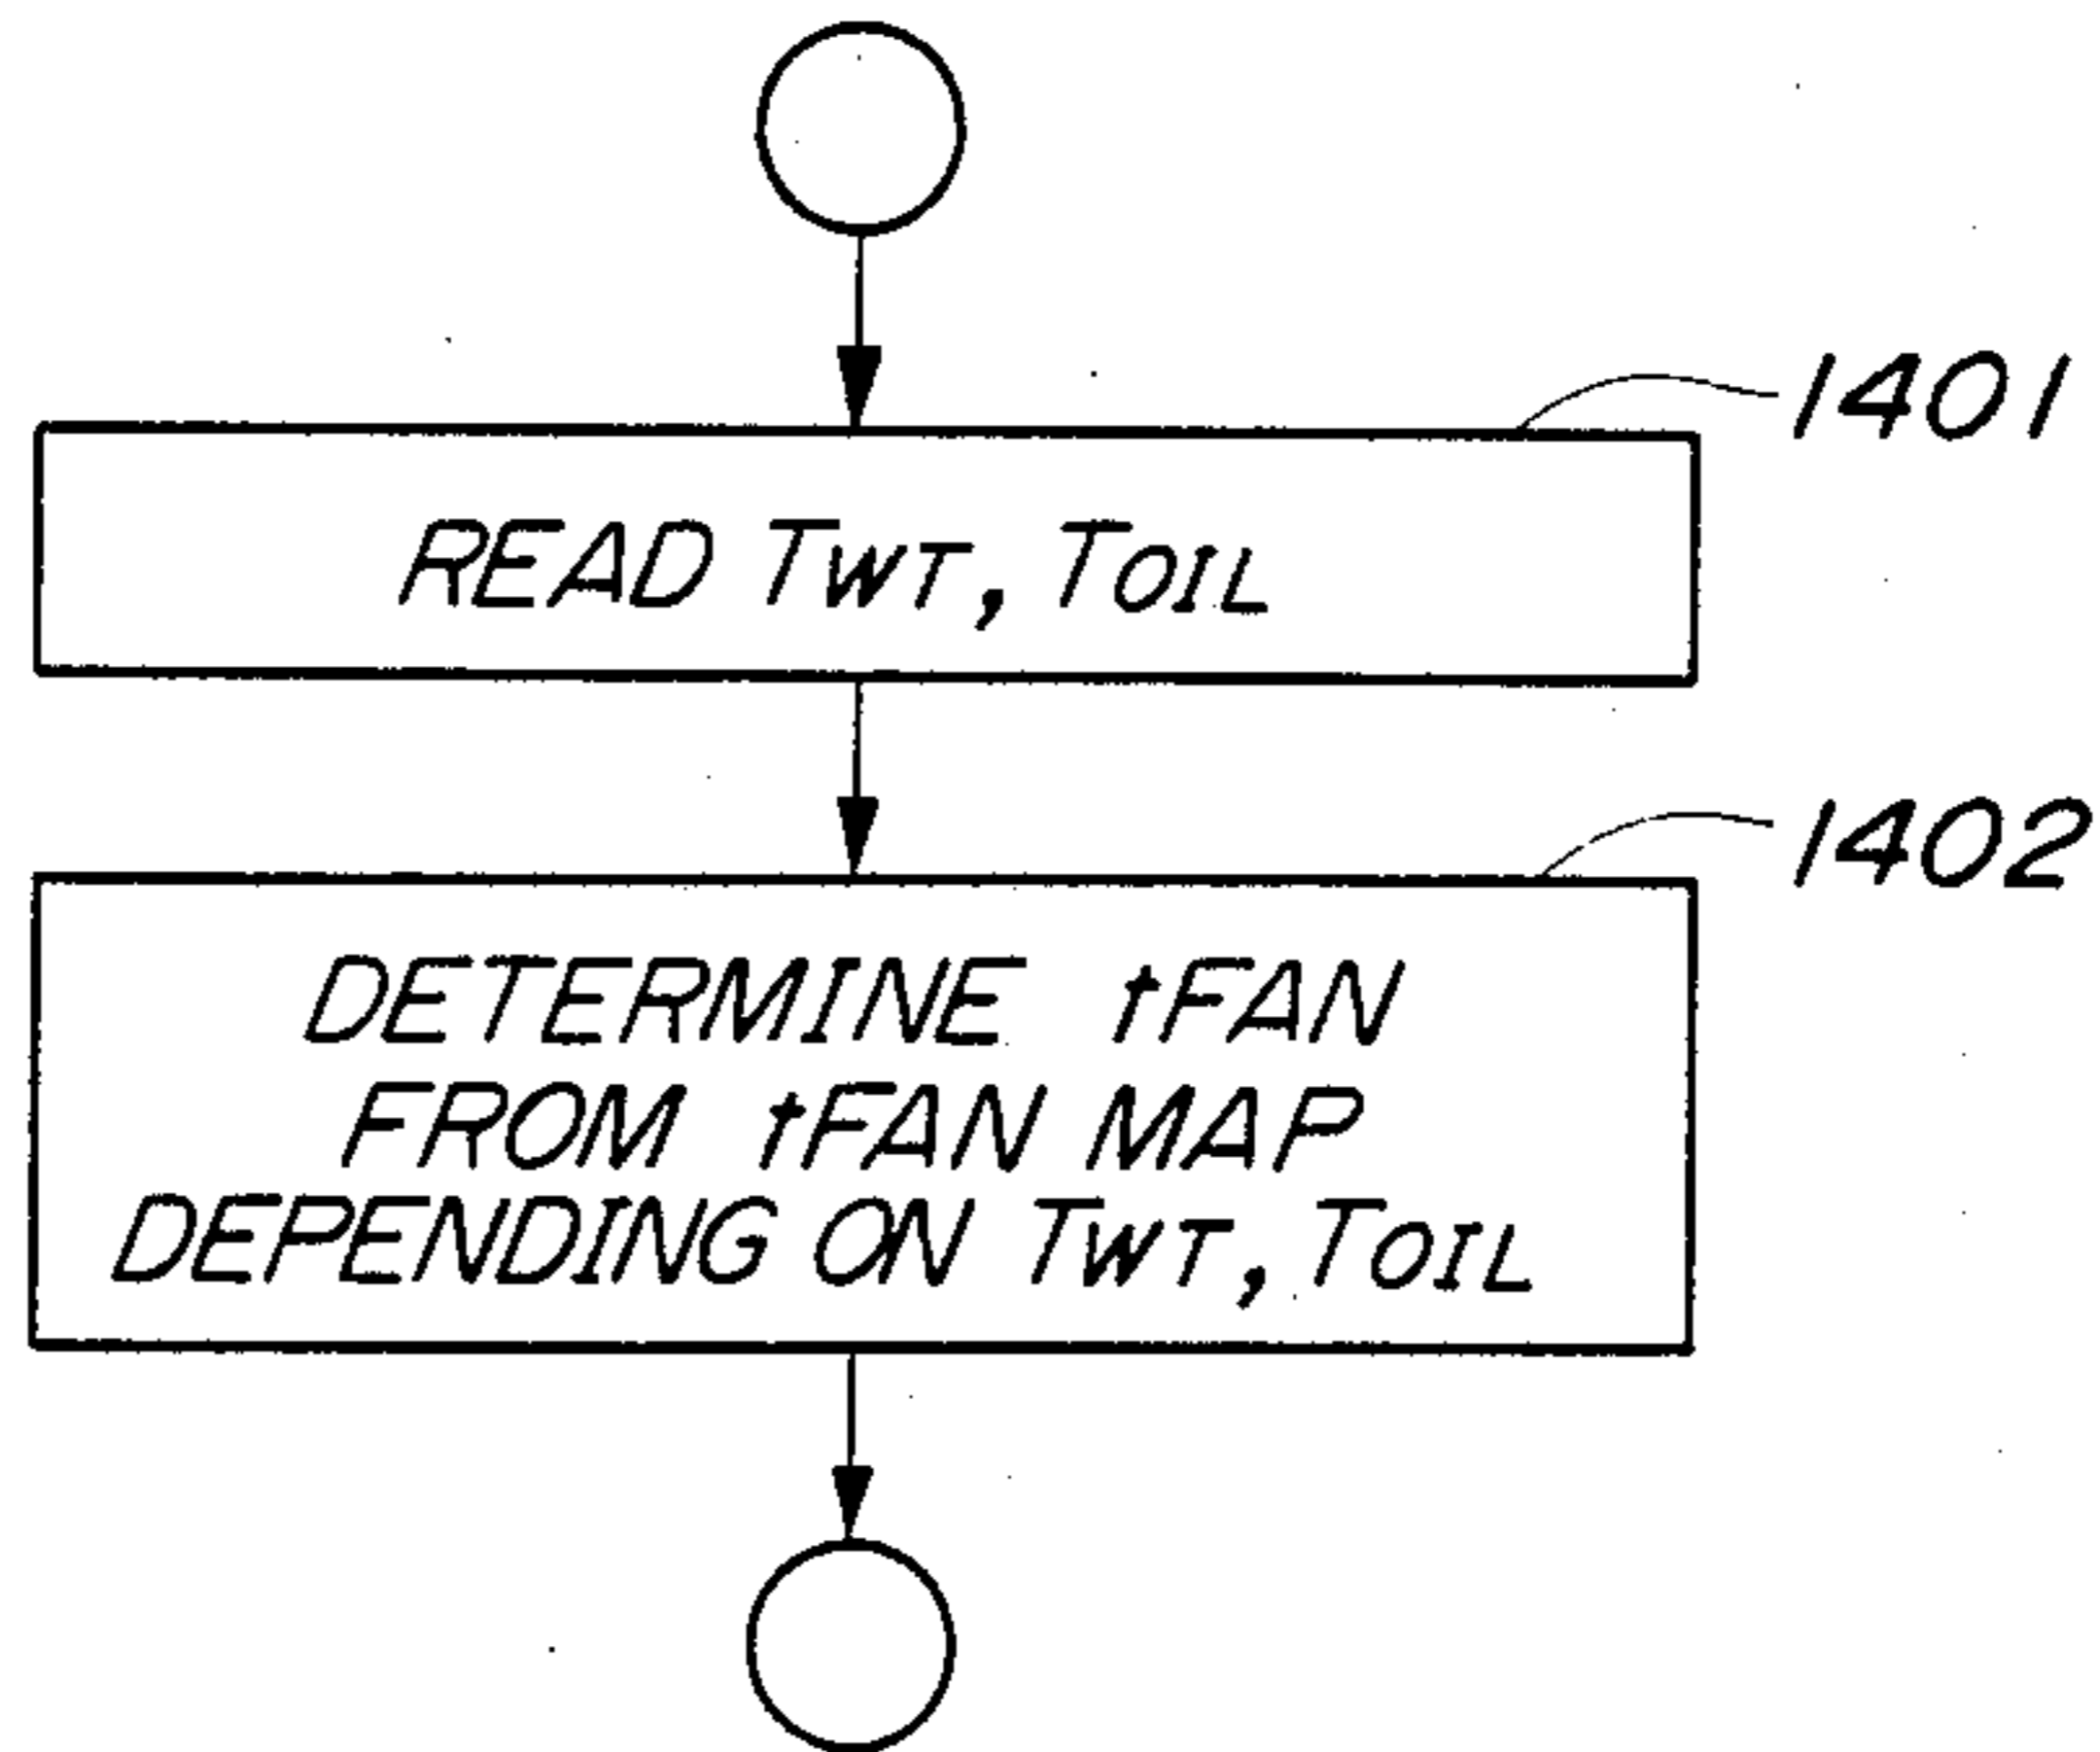 1401
READ TWT, TOIL
1402
DETERMINE tFAN
FROM tFAN MAP
DEPENDING ON TWT, TOIL